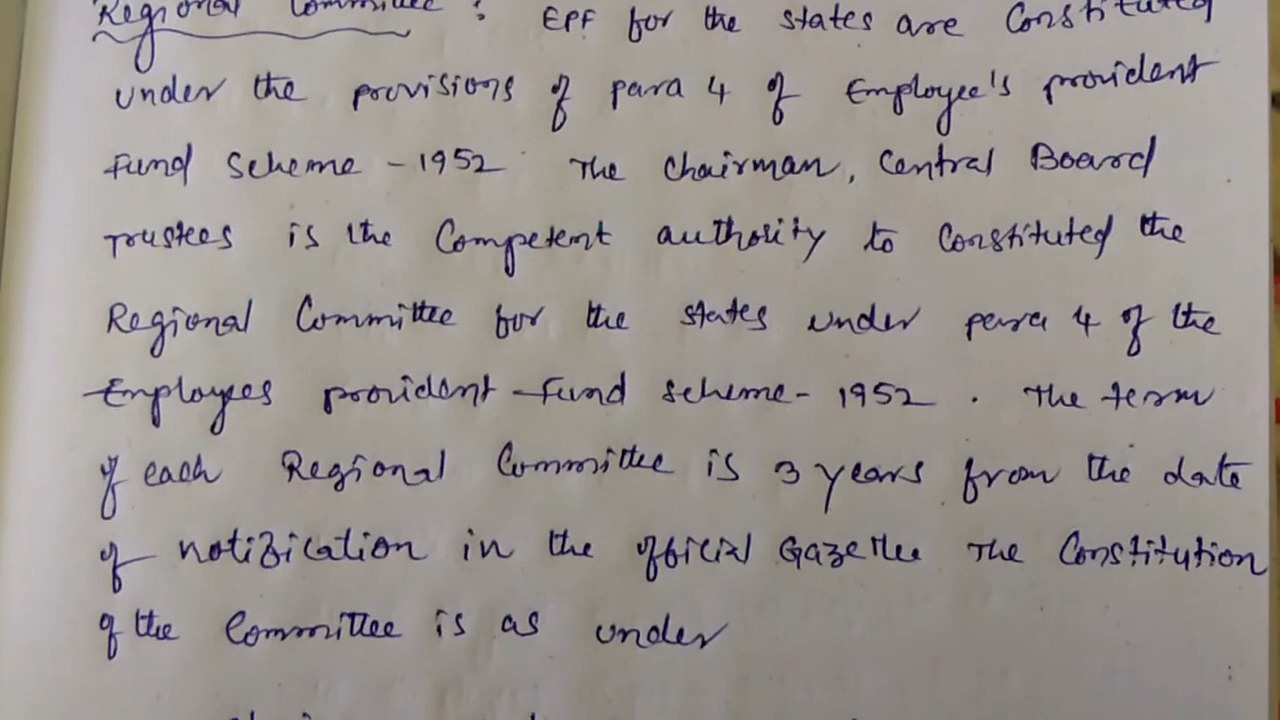 Regional Committee : EPF for the states are Constituted
under the provisions of para 4 of Employee's provident
Fund Scheme - 1952 The Chairman, Central Board
Trustees is the Competent authority to Constituted the
Regional Committee for the states under para 4 of the
Employees provident Fund Scheme - 1952 . The term
of each Regional Committee is 3 years from the date
of notification in the official Gazettee The Constitution
of the Committee is as under